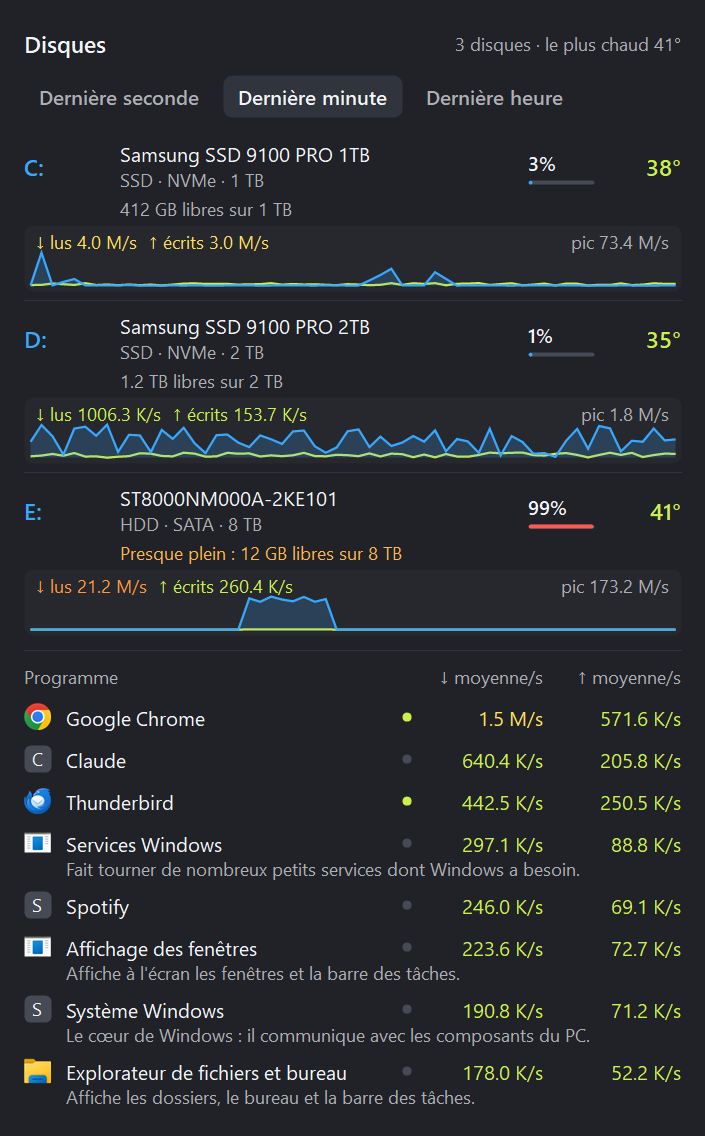 Disques
3 disques · le plus chaud 41°
Dernière seconde Dernière minute Dernière heure
C: Samsung SSD 9100 PRO 1TB 3% 38°
SSD · NVMe · 1 TB
412 GB libres sur 1 TB
↓ lus 4.0 M/s ↑ écrits 3.0 M/s pic 73.4 M/s
D: Samsung SSD 9100 PRO 2TB 1% 35°
SSD · NVMe · 2 TB
1.2 TB libres sur 2 TB
↓ lus 1006.3 K/s ↑ écrits 153.7 K/s pic 1.8 M/s
E: ST8000NM000A-2KE101 99% 41°
HDD · SATA · 8 TB
Presque plein : 12 GB libres sur 8 TB
↓ lus 21.2 M/s ↑ écrits 260.4 K/s pic 173.2 M/s
Programme ↓ moyenne/s ↑ moyenne/s
Google Chrome 1.5 M/s 571.6 K/s
C Claude 640.4 K/s 205.8 K/s
Thunderbird 442.5 K/s 250.5 K/s
Services Windows 297.1 K/s 88.8 K/s
Fait tourner de nombreux petits services dont Windows a besoin.
S Spotify 246.0 K/s 69.1 K/s
Affichage des fenêtres 223.6 K/s 72.7 K/s
Affiche à l'écran les fenêtres et la barre des tâches.
S Système Windows 190.8 K/s 71.2 K/s
Le cœur de Windows : il communique avec les composants du PC.
Explorateur de fichiers et bureau 178.0 K/s 52.2 K/s
Affiche les dossiers, le bureau et la barre des tâches.